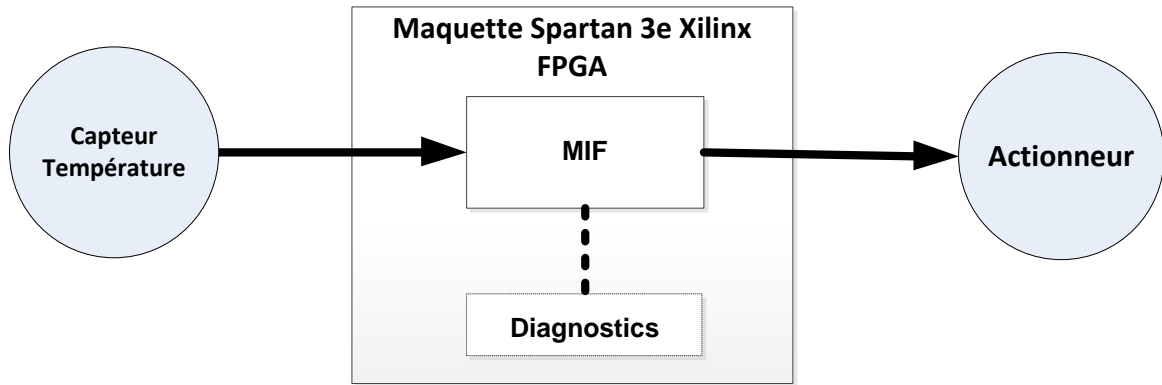 Maquette Spartan 3e Xilinx
FPGA
Capteur
Température
MIF
Actionneur
Diagnostics